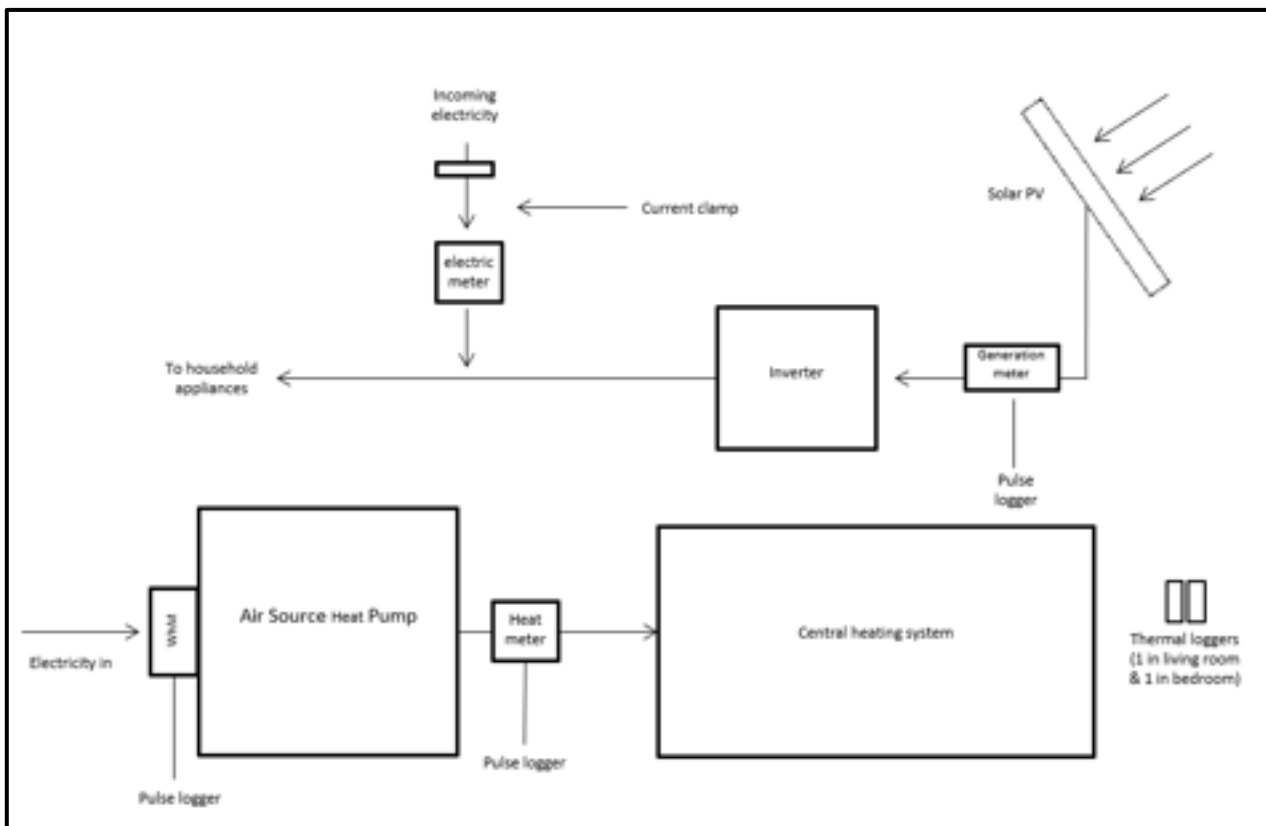 Incoming
electricity
Current clamp
Solar PV
electric
meter
To household
appliances
Inverter
Generation
meter
Pulse
logger
WhM
Air Source Heat Pump
Heat
meter
Central heating system
Electricity in
Thermal loggers
(1 in living room
& 1 in bedroom)
Pulse logger
Pulse logger